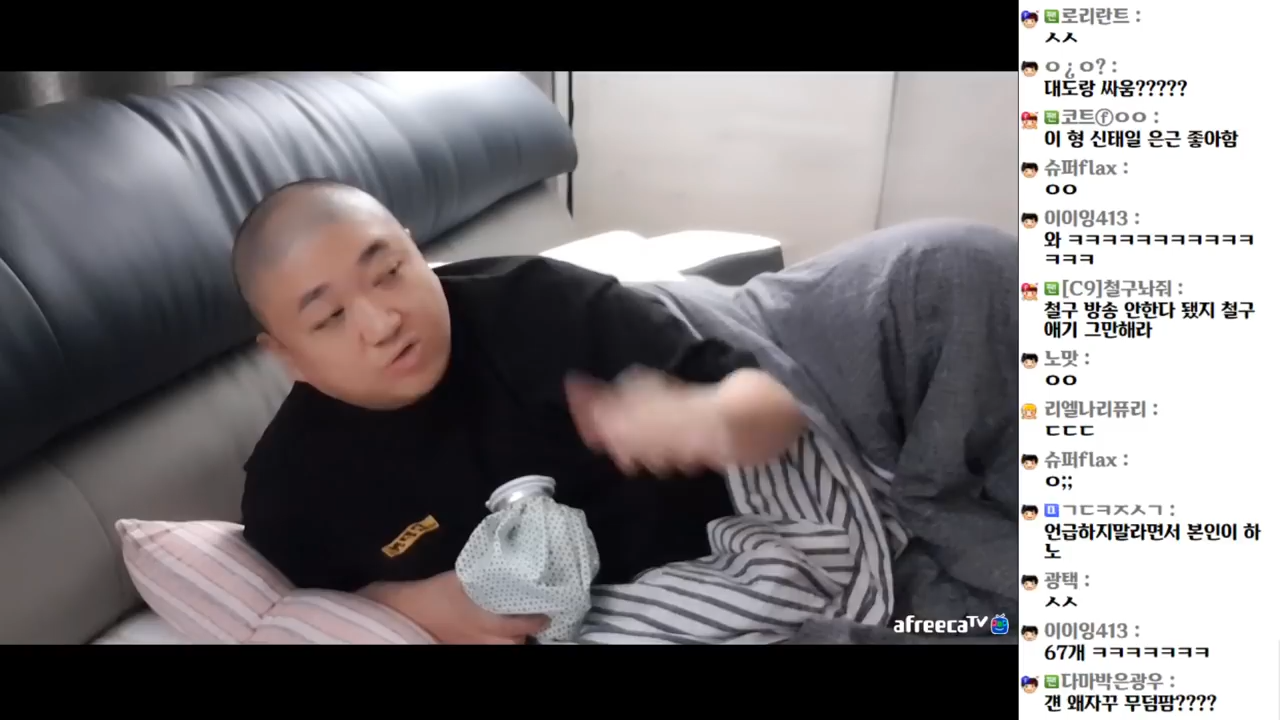 로리란트 :
ㅅㅅ
ㅇ¿ㅇ? :
대도랑 싸움?????
코트ⓕㅇㅇ :
이 형 신태일 은근 좋아함
슈퍼flax :
ㅇㅇ
이이잉413 :
와 ㅋㅋㅋㅋㅋㅋㅋㅋㅋㅋㅋ
ㅋㅋㅋ
[C9]철구놔줘 :
철구 방송 안한다 됐지 철구
얘기 그만해라
노맛 :
ㅇㅇ
리엘나리퓨리 :
ㄷㄷㄷ
슈퍼flax :
ㅇ;;
ㄱㄷㅋㅈㅅㄱ :
언급하지말라면서 본인이 하
노
광택 :
ㅅㅅ
afreecaTV
이이잉413 :
67개 ㅋㅋㅋㅋㅋㅋㅋ
다마박은광우 :
걘 왜자꾸 무덤팜????